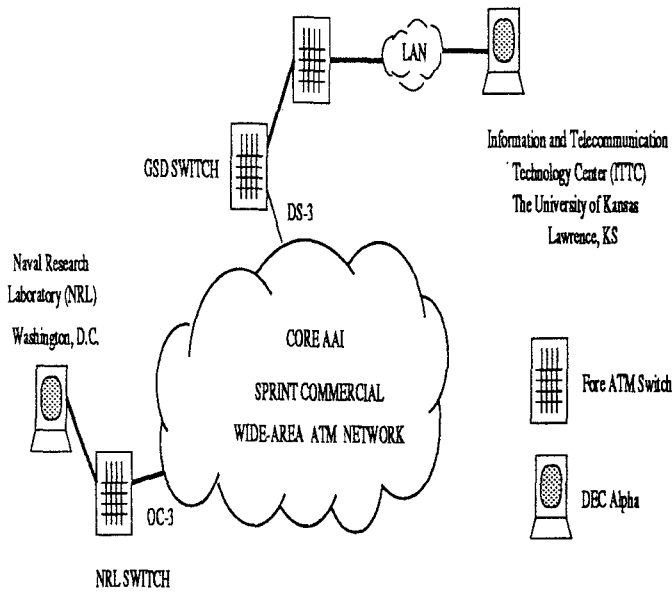 LAN
GSD SWITCH
Information and Telecommunication
Technology Center (ITTC)
The University of Kansas
Lawrence, KS
DS-3
Naval Research
Laboratory (NRL)
Washington, D.C.
CORE AAI
SPRINT COMMERCIAL
WIDE-AREA ATM NETWORK
Fore ATM Switch
OC-3
DEC Alpha
NRL SWITCH